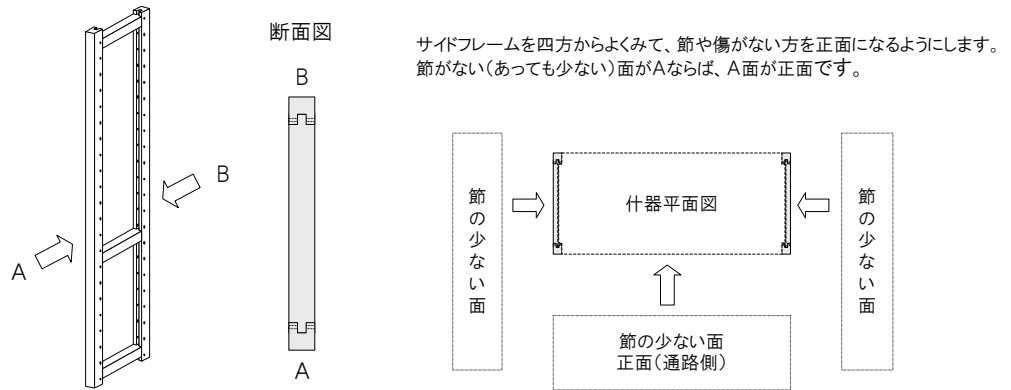 断面図
サイドフレームを四方からよくみて、節や傷がない方を正面になるようにします。
節がない(あっても少ない)面がAならば、A面が正面です。
B
A
B
A
節の少ない面
什器平面図
節の少ない面
節の少ない面
正面(通路側)